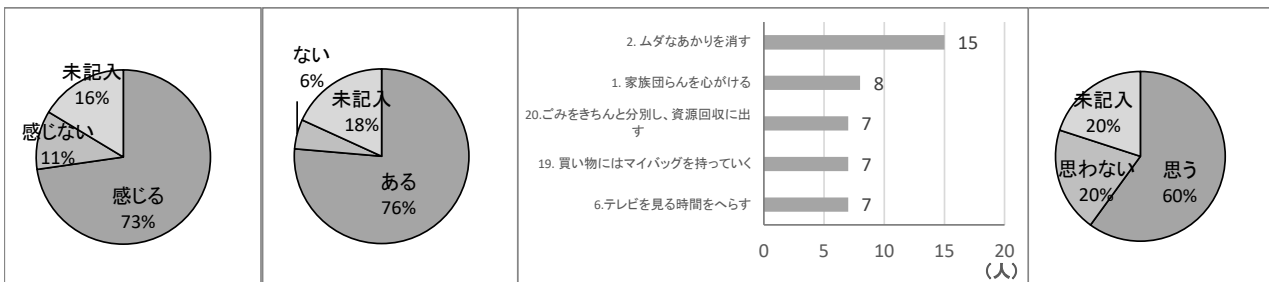 未記入
16%
感じない
11%
感じる
73%
ない
6%
未記入
18%
ある
76%
2. ムダなあかりを消す
15
1. 家族団らんを心がける
8
20.ごみをきちんと分別し、資源回収に出
す
7
19. 買い物にはマイバッグを持っていく
7
6.テレビを見る時間をへらす
7
0 5 10 15 20
(人)
未記入
20%
思わない
20%
思う
60%